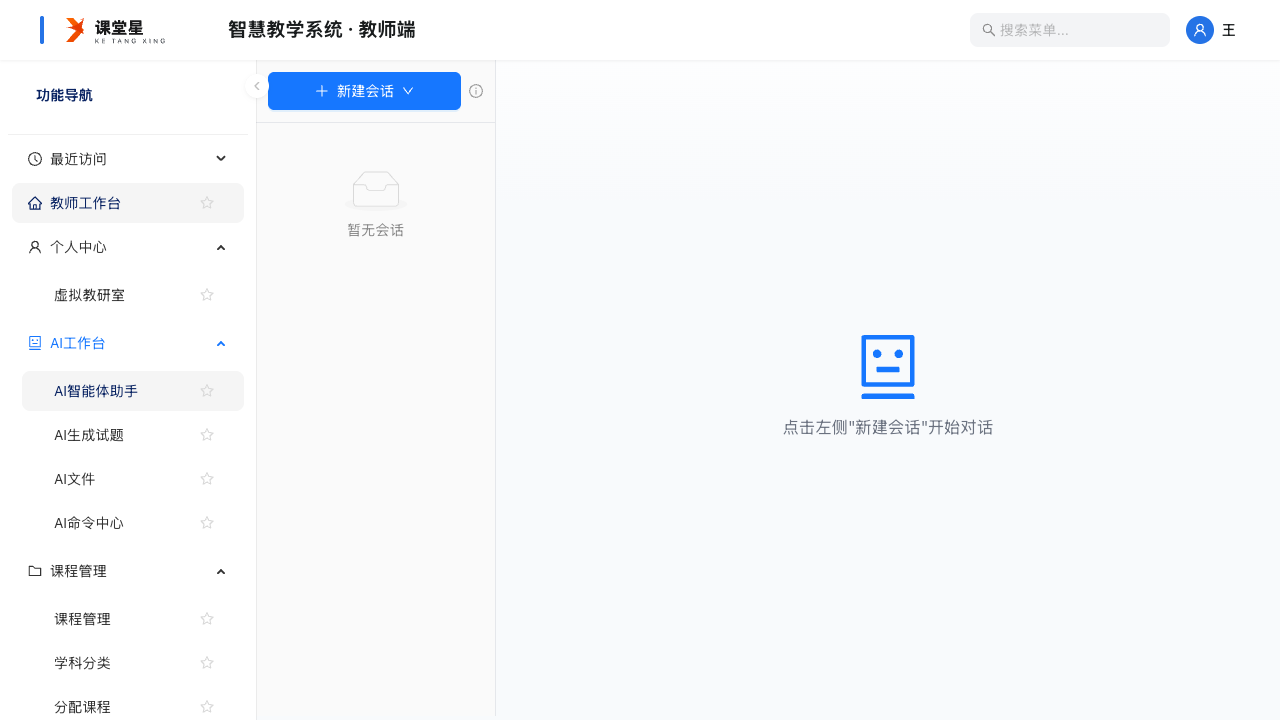 课堂星
KE TANG XING
智慧教学系统 · 教师端
搜索菜单...
王
功能导航
最近访问
教师工作台
个人中心
虚拟教研室
AI工作台
AI智能体助手
AI生成试题
AI文件
AI命令中心
课程管理
课程管理
学科分类
分配课程
新建会话
暂无会话
点击左侧"新建会话"开始对话